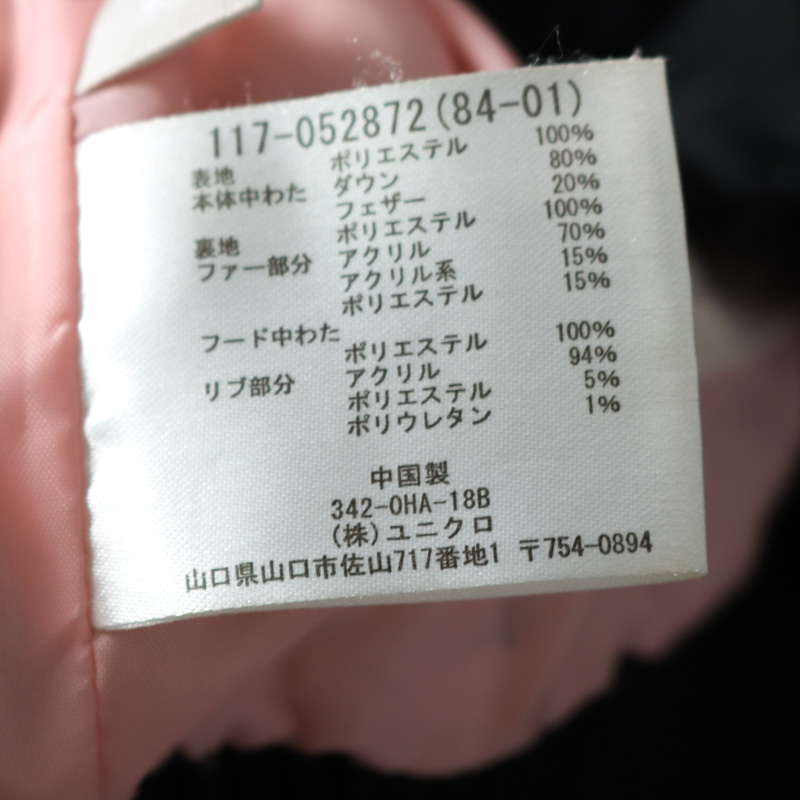 117-052872(84-01)
表地 ポリエステル 100%
本体中わた ダウン 80%
フェザー 20%
裏地 ポリエステル 100%
ファー部分 アクリル 70%
アクリル系 15%
ポリエステル 15%
フード中わた
ポリエステル 100%
リブ部分 アクリル 94%
ポリエステル 5%
ポリウレタン 1%
中国製
342-0HA-18B
(株)ユニクロ
山口県山口市佐山717番地1 〒754-0894